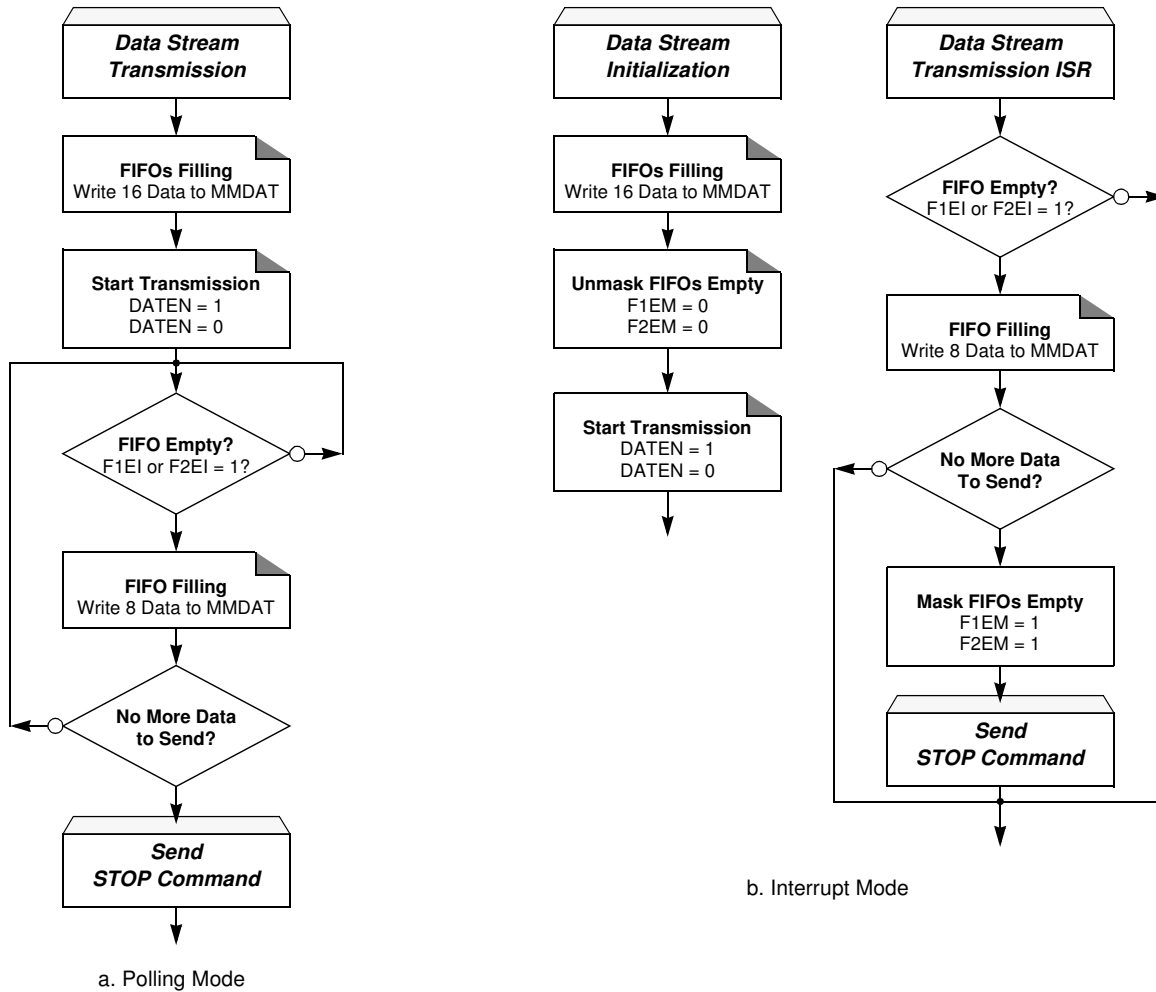 Data Stream
Transmission
FIFOs Filling
Write 16 Data to MMDAT
Start Transmission
DATEN = 1
DATEN = 0
FIFO Empty?
F1EI or F2EI = 1?
FIFO Filling
Write 8 Data to MMDAT
No More Data
to Send?
Send
STOP Command
a. Polling Mode
Data Stream
Initialization
FIFOs Filling
Write 16 Data to MMDAT
Unmask FIFOs Empty
F1EM = 0
F2EM = 0
Start Transmission
DATEN = 1
DATEN = 0
Data Stream
Transmission ISR
FIFO Empty?
F1EI or F2EI = 1?
FIFO Filling
Write 8 Data to MMDAT
No More Data
To Send?
Mask FIFOs Empty
F1EM = 1
F2EM = 1
Send
STOP Command
b. Interrupt Mode